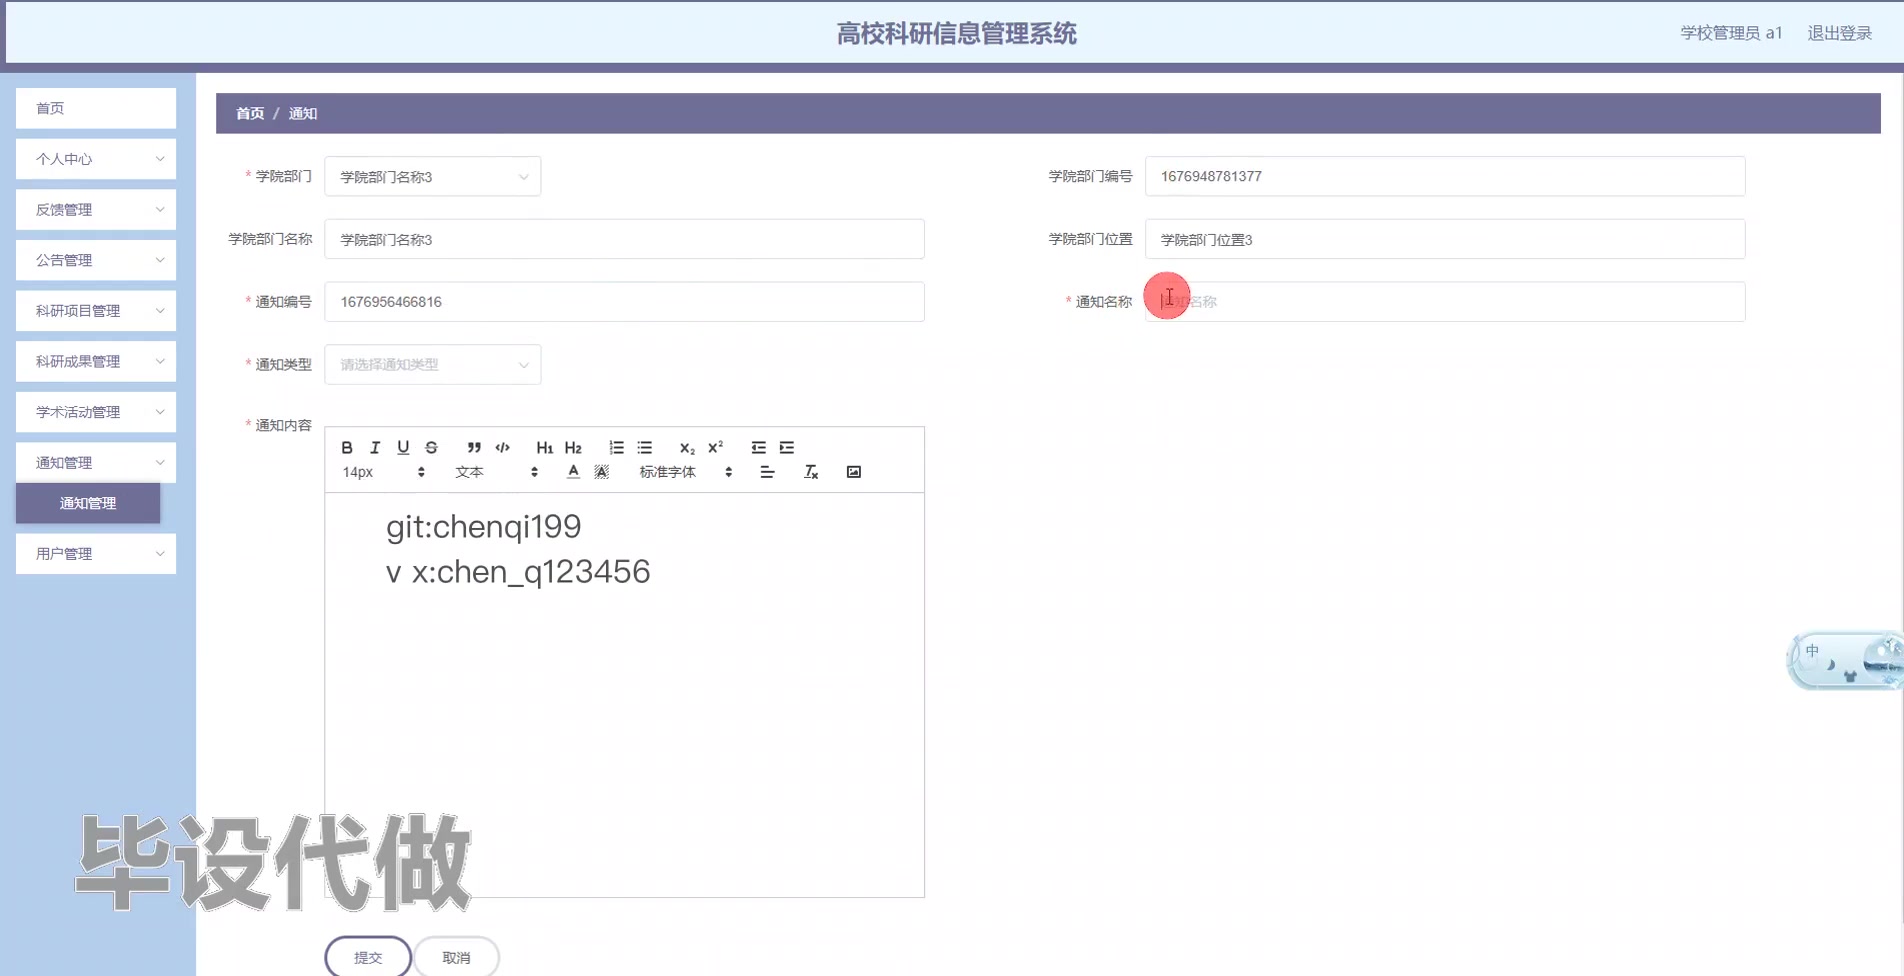 高校科研信息管理系统
学校管理员 a1
退出登录
首页
个人中心
反馈管理
公告管理
科研项目管理
科研成果管理
学术活动管理
通知管理
通知管理
用户管理
首页 / 通知
* 学院部门 学院部门名称3
学院部门编号 1676948781377
学院部门名称 学院部门名称3
学院部门位置 学院部门位置3
* 通知编号 1676956466816
* 通知名称 通知名称
* 通知类型 请选择通知类型
* 通知内容
B I U S ” </> H1 H2 x₂ x²
14px 文本 A A 标准字体 Tx
git:chenqi199
v x:chen_q123456
中
毕设代做
提交 取消